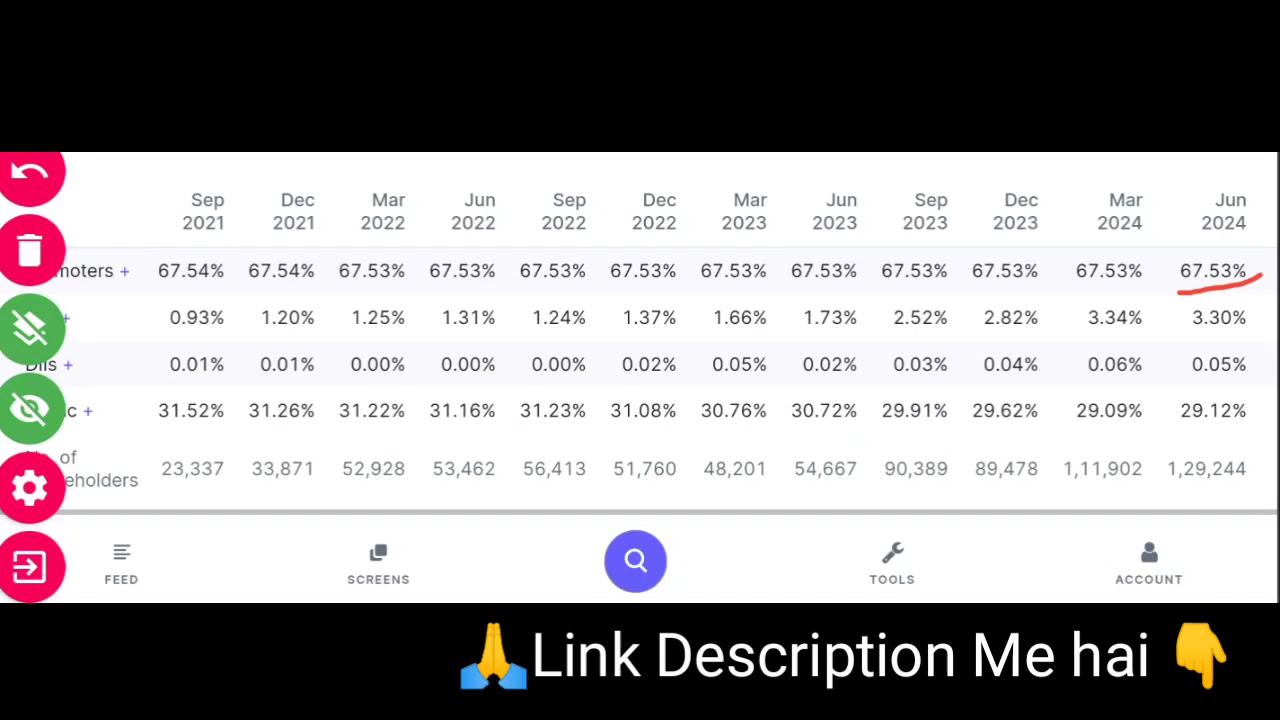 Sep Dec Mar Jun Sep Dec Mar Jun Sep Dec Mar Jun
2021 2021 2022 2022 2022 2022 2023 2023 2023 2023 2024 2024
moters + 67.54% 67.54% 67.53% 67.53% 67.53% 67.53% 67.53% 67.53% 67.53% 67.53% 67.53% 67.53%
+ 0.93% 1.20% 1.25% 1.31% 1.24% 1.37% 1.66% 1.73% 2.52% 2.82% 3.34% 3.30%
DIIs + 0.01% 0.01% 0.00% 0.00% 0.00% 0.02% 0.05% 0.02% 0.03% 0.04% 0.06% 0.05%
c + 31.52% 31.26% 31.22% 31.16% 31.23% 31.08% 30.76% 30.72% 29.91% 29.62% 29.09% 29.12%
No. of
eholders 23,337 33,871 52,928 53,462 56,413 51,760 48,201 54,667 90,389 89,478 1,11,902 1,29,244
FEED SCREENS TOOLS ACCOUNT
🙏Link Description Me hai 👇